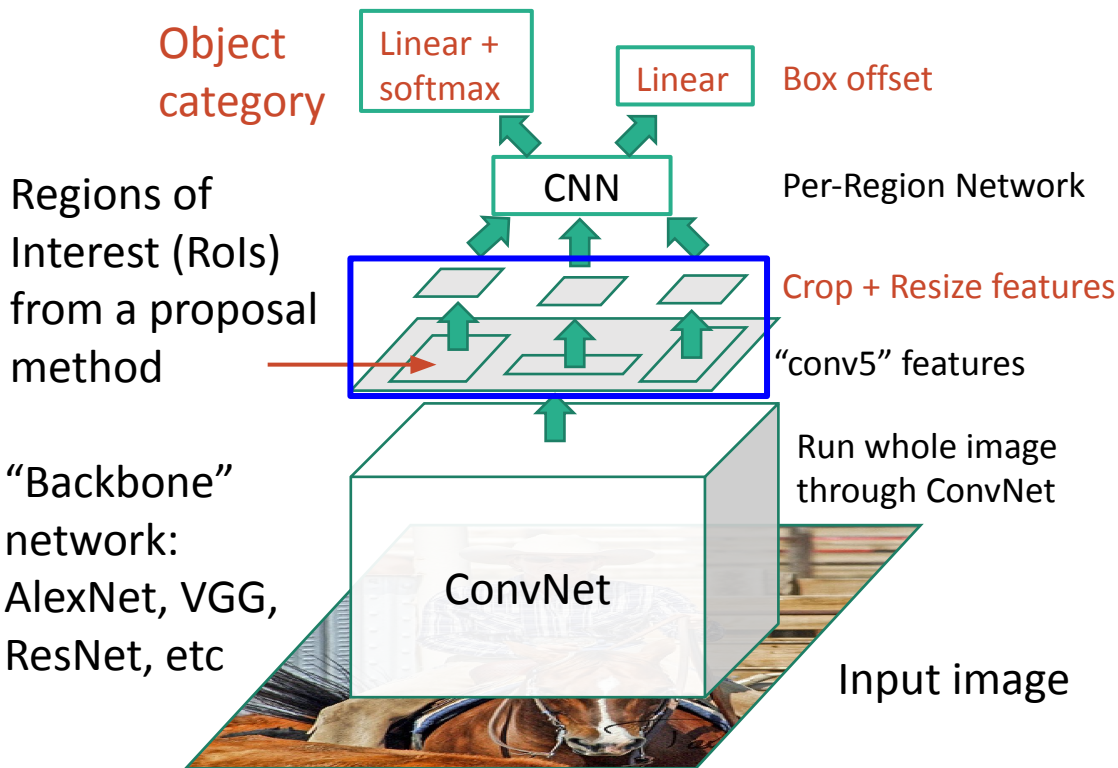 Object
category
Linear +
softmax
Linear
Box offset
CNN
Per-Region Network
Regions of
Interest (RoIs)
from a proposal
method
Crop + Resize features
“conv5” features
Run whole image
through ConvNet
“Backbone”
network:
AlexNet, VGG,
ResNet, etc
ConvNet
Input image